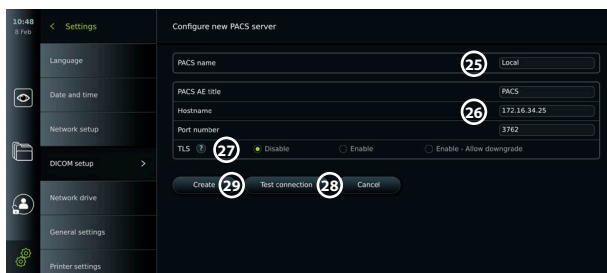 10:48
8 Feb
< Settings
Configure new PACS server
Language
Date and time
Network setup
DICOM setup >
Network drive
General settings
Printer settings
PACS name 25 Local
PACS AE title PACS
Hostname 26 172.16.34.25
Port number 3762
TLS ? 27 Disable Enable Enable - Allow downgrade
Create 29 Test connection 28 Cancel